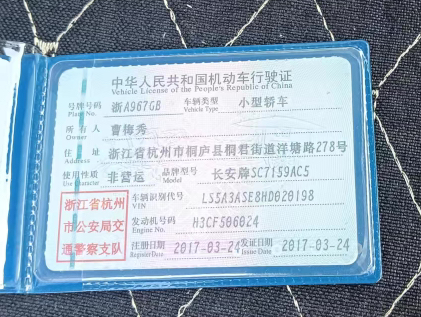 中华人民共和国机动车行驶证
Vehicle License of the People's Republic of China
号牌号码 浙A967GB 车辆类型 小型轿车
Plate No. Vehicle Type
所有人 曹梅秀
Owner
住址 浙江省杭州市桐庐县桐君街道洋塘路278号
Address
使用性质 非营运 品牌型号 长安牌SC7159AC5
Use Character Model
浙江省杭州 车辆识别代号 LS5A3ASE8HD020198
VIN
市公安局交 发动机号码 H3CF506024
Engine No.
通警察支队 注册日期 2017-03-24 发证日期 2017-03-24
Register Date Issue Date